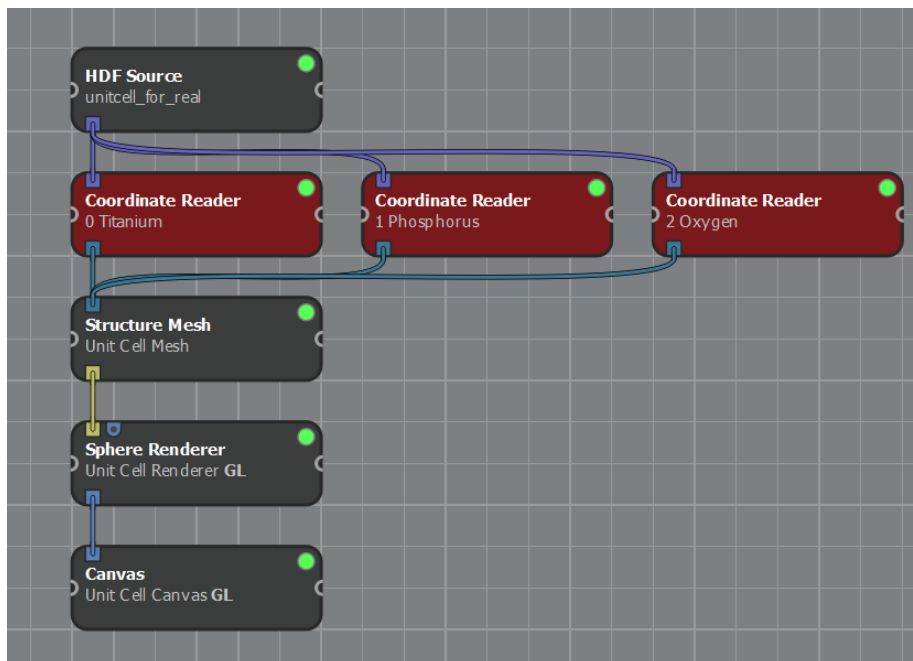 HDF Source
unitcell_for_real
Coordinate Reader
0 Titanium
Coordinate Reader
1 Phosphorus
Coordinate Reader
2 Oxygen
Structure Mesh
Unit Cell Mesh
Sphere Renderer
Unit Cell Renderer GL
Canvas
Unit Cell Canvas GL